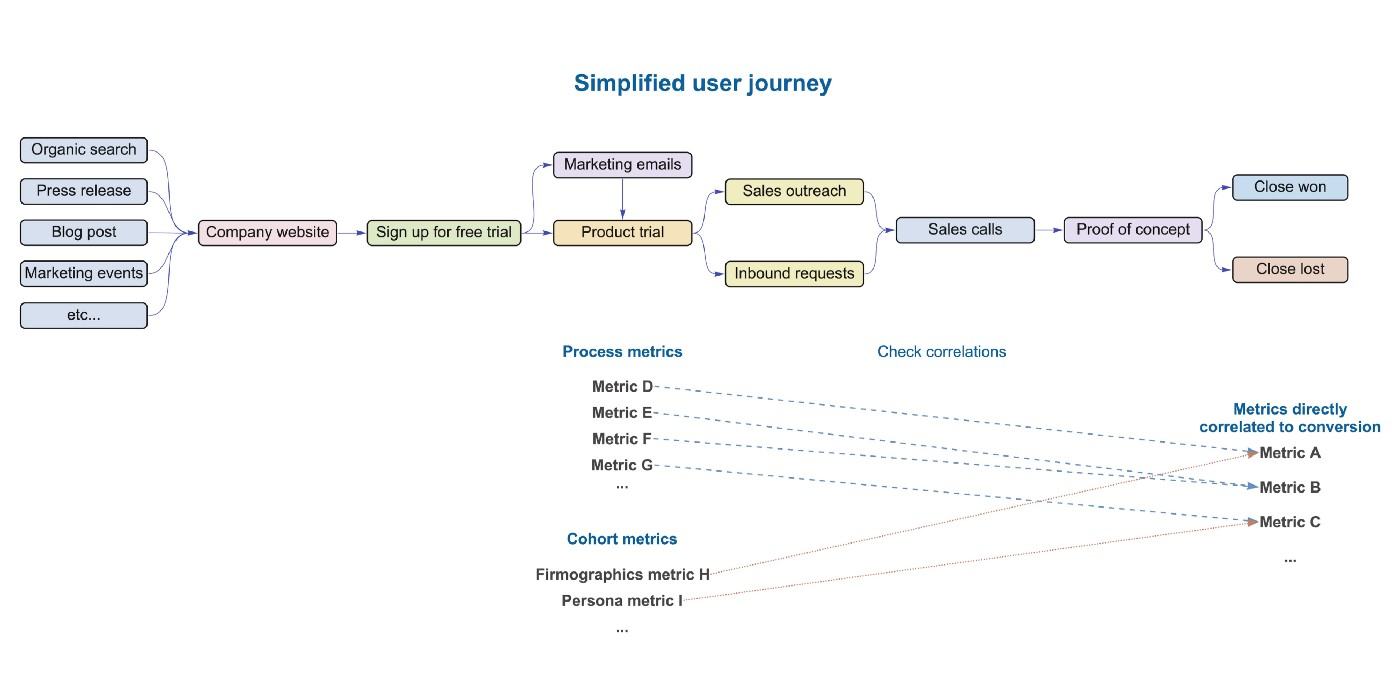 Simplified user journey
Organic search
Press release
Blog post
Marketing events
etc...
Company website
Sign up for free trial
Marketing emails
Product trial
Sales outreach
Inbound requests
Sales calls
Proof of concept
Close won
Close lost
Process metrics
Metric D
Metric E
Metric F
Metric G
...
Cohort metrics
Firmographics metric H
Persona metric I
...
Check correlations
Metrics directly
correlated to conversion
Metric A
Metric B
Metric C
...